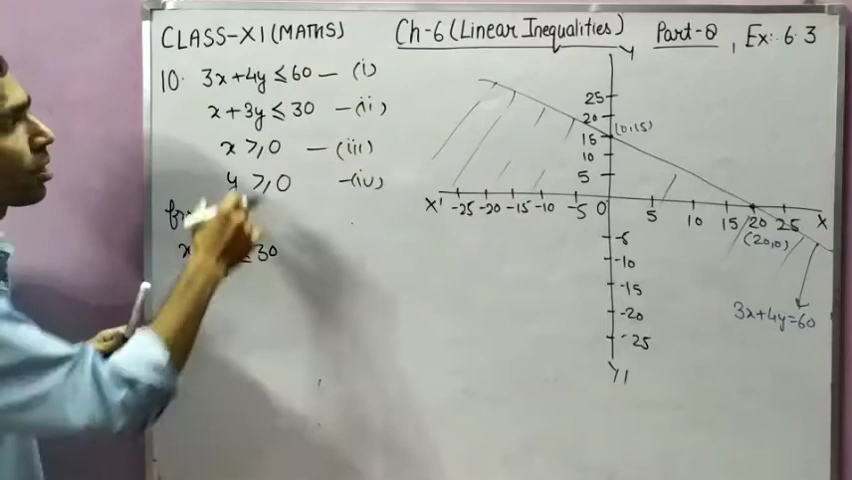 CLASS-XI (MATHS) Ch-6 (Linear Inequalities) Part-8, Ex:- 6.3
10. 3x+4y ≤ 60 — (i)
x+3y ≤ 30 — (ii)
x ≥ 0 — (iii)
y ≥ 0 — (iv)
≤ 30
Y
25
20
15 (0,15)
10
5
X' -25 -20 -15 -10 -5 0 5 10 15 20 25 X
(20,0)
-5
-10
-15
-20
-25
Y'
3x+4y=60